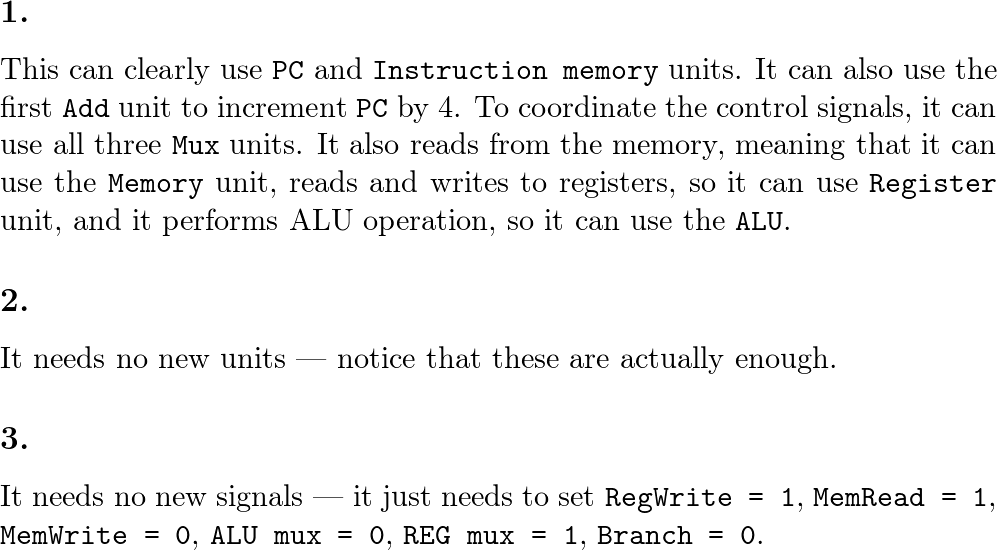 1.
This can clearly use PC and Instruction memory units. It can also use the
first Add unit to increment PC by 4. To coordinate the control signals, it can
use all three Mux units. It also reads from the memory, meaning that it can
use the Memory unit, reads and writes to registers, so it can use Register
unit, and it performs ALU operation, so it can use the ALU.
2.
It needs no new units — notice that these are actually enough.
3.
It needs no new signals — it just needs to set RegWrite = 1, MemRead = 1,
MemWrite = 0, ALU mux = 0, REG mux = 1, Branch = 0.